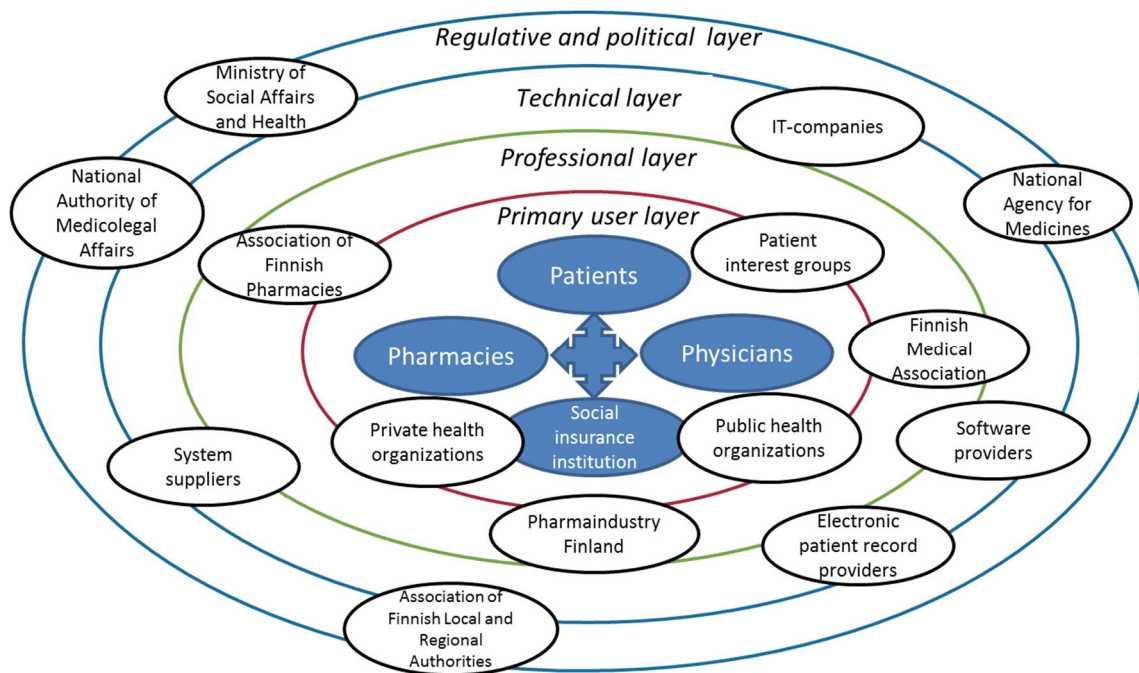 Regulative and political layer
Ministry of
Social Affairs
and Health
Technical layer
IT-companies
Professional layer
National
Authority of
Medicolegal
Affairs
National
Agency for
Medicines
Primary user layer
Association of
Finnish
Pharmacies
Patient
interest groups
Patients
Pharmacies
Physicians
Finnish
Medical
Association
Social
insurance
institution
Private health
organizations
Public health
organizations
Software
providers
System
suppliers
Pharmaindustry
Finland
Electronic
patient record
providers
Association of
Finnish Local and
Regional
Authorities